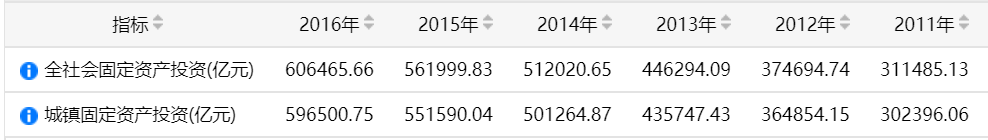 指标 2016年 2015年 2014年 2013年 2012年 2011年
全社会固定资产投资(亿元) 606465.66 561999.83 512020.65 446294.09 374694.74 311485.13
城镇固定资产投资(亿元) 596500.75 551590.04 501264.87 435747.43 364854.15 302396.06